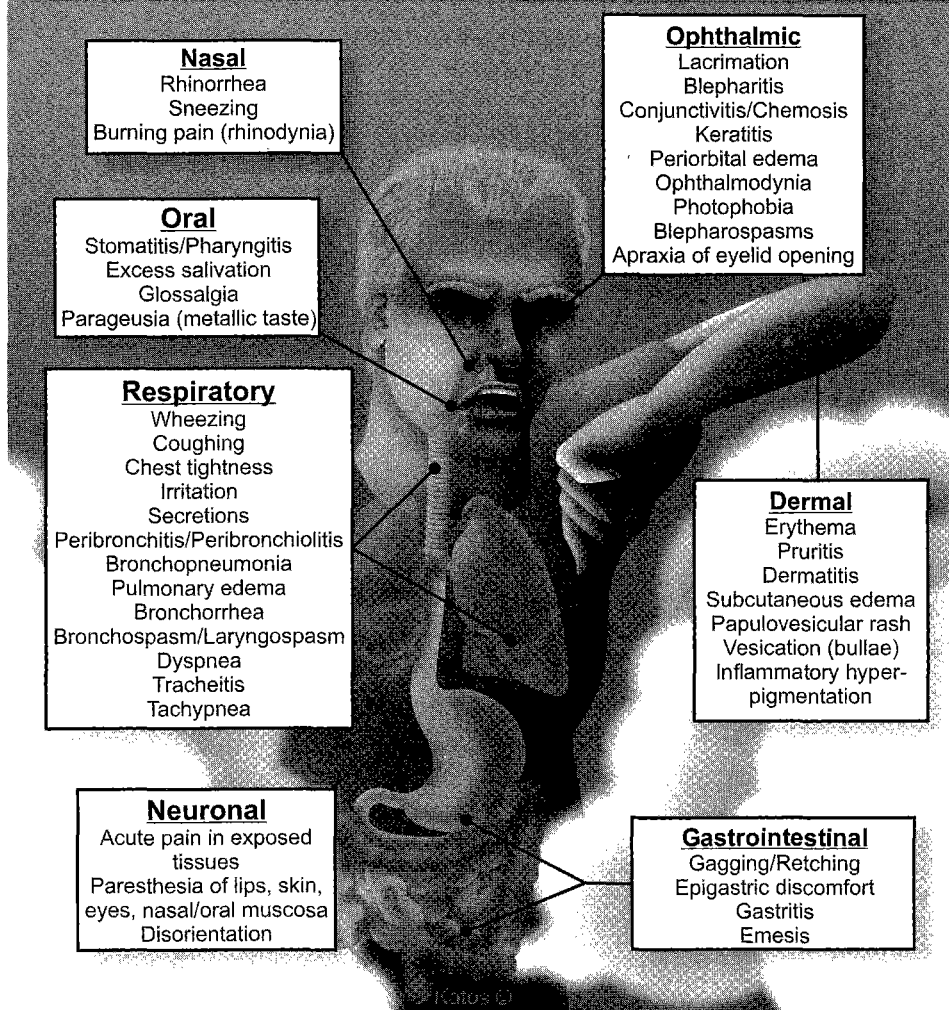 Nasal
Rhinorrhea
Sneezing
Burning pain (rhinodynia)
Ophthalmic
Lacrimation
Blepharitis
Conjunctivitis/Chemosis
Keratitis
Periorbital edema
Ophthalmodynia
Photophobia
Blepharospasms
Apraxia of eyelid opening
Oral
Stomatitis/Pharyngitis
Excess salivation
Glossalgia
Parageusia (metallic taste)
Respiratory
Wheezing
Coughing
Chest tightness
Irritation
Secretions
Peribronchitis/Peribronchiolitis
Bronchopneumonia
Pulmonary edema
Bronchorrhea
Bronchospasm/Laryngospasm
Dyspnea
Tracheitis
Tachypnea
Dermal
Erythema
Pruritis
Dermatitis
Subcutaneous edema
Papulovesicular rash
Vesication (bullae)
Inflammatory hyper-
pigmentation
Neuronal
Acute pain in exposed
tissues
Paresthesia of lips, skin,
eyes, nasal/oral mucosa
Disorientation
Gastrointestinal
Gagging/Retching
Epigastric discomfort
Gastritis
Emesis